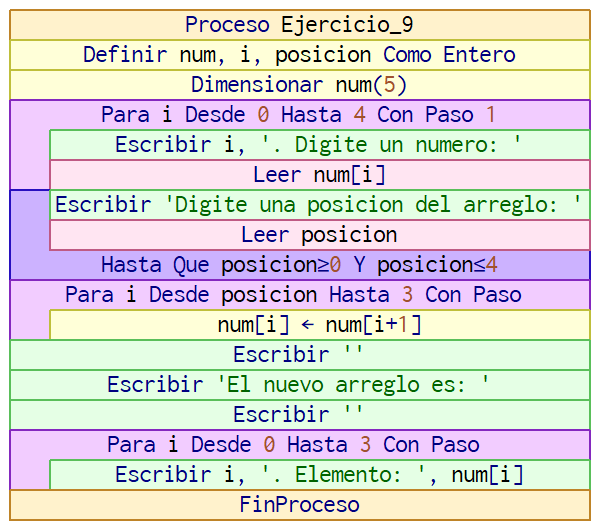 Proceso Ejercicio_9
Definir num, i, posicion Como Entero
Dimensionar num(5)
Para i Desde 0 Hasta 4 Con Paso 1
Escribir i, '. Digite un numero: '
Leer num[i]
Escribir 'Digite una posicion del arreglo: '
Leer posicion
Hasta Que posicion≥0 Y posicion≤4
Para i Desde posicion Hasta 3 Con Paso
num[i] ← num[i+1]
Escribir ''
Escribir 'El nuevo arreglo es: '
Escribir ''
Para i Desde 0 Hasta 3 Con Paso
Escribir i, '. Elemento: ', num[i]
FinProceso